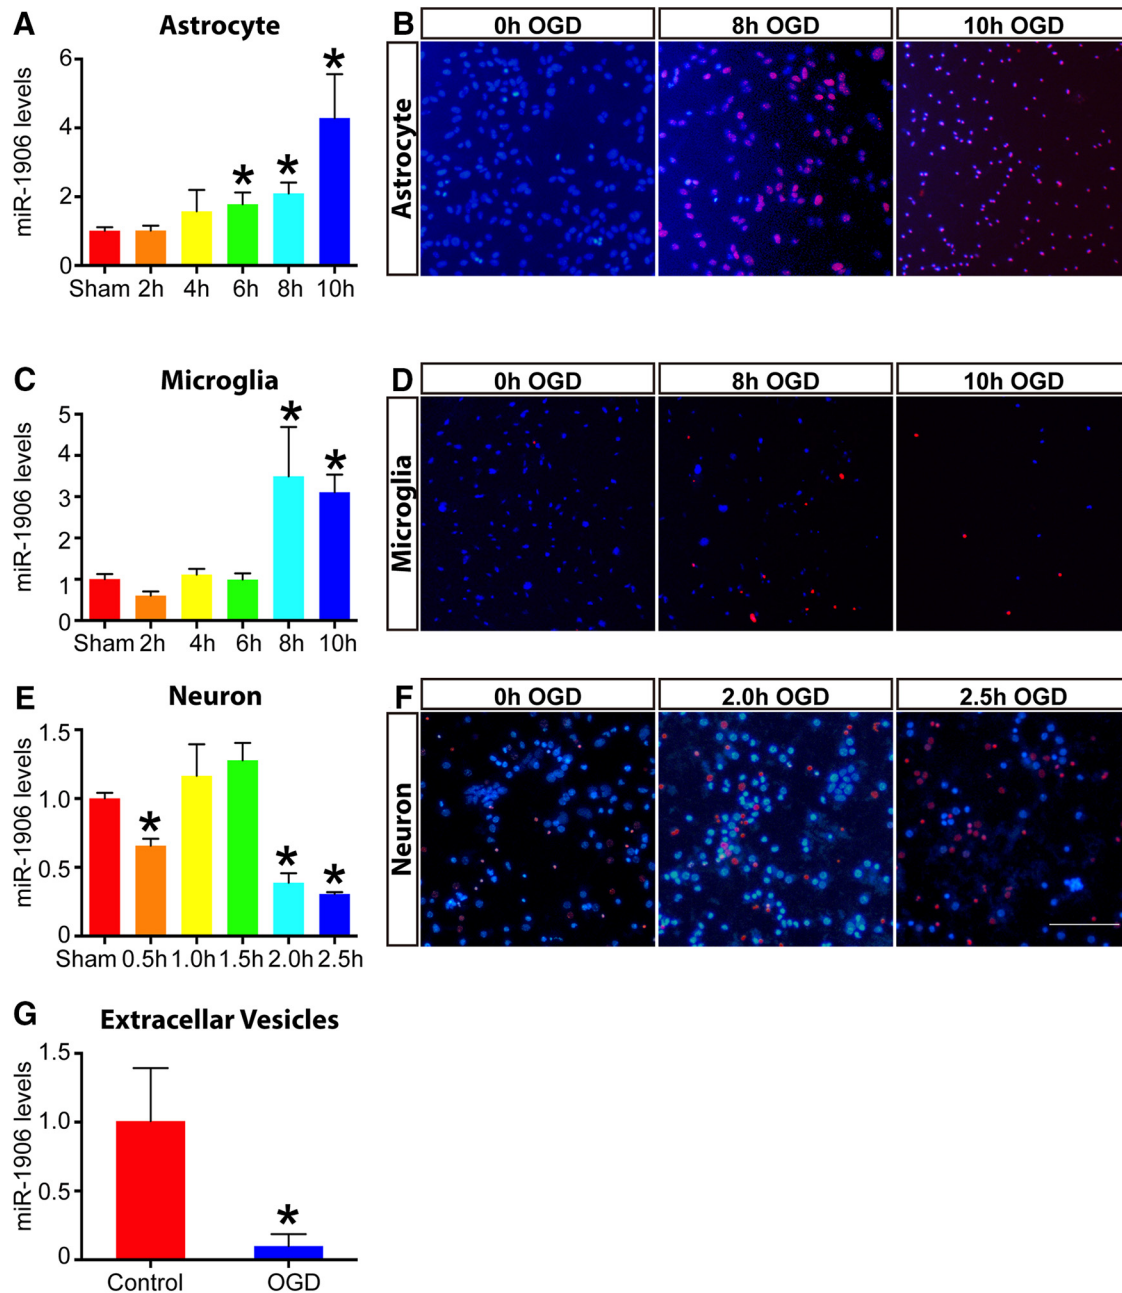 A
Astrocyte
miR-1906 levels
6
4
2
0
* * *
Sham 2h 4h 6h 8h 10h
B
0h OGD 8h OGD 10h OGD
Astrocyte
C
Microglia
miR-1906 levels
5
4
3
2
1
0
* *
Sham 2h 4h 6h 8h 10h
D
0h OGD 8h OGD 10h OGD
Microglia
E
Neuron
miR-1906 levels
1.5
1.0
0.5
0
* * *
Sham 0.5h 1.0h 1.5h 2.0h 2.5h
F
0h OGD 2.0h OGD 2.5h OGD
Neuron
G
Extracellar Vesicles
miR-1906 levels
1.5
1.0
0.5
0
*
Control OGD